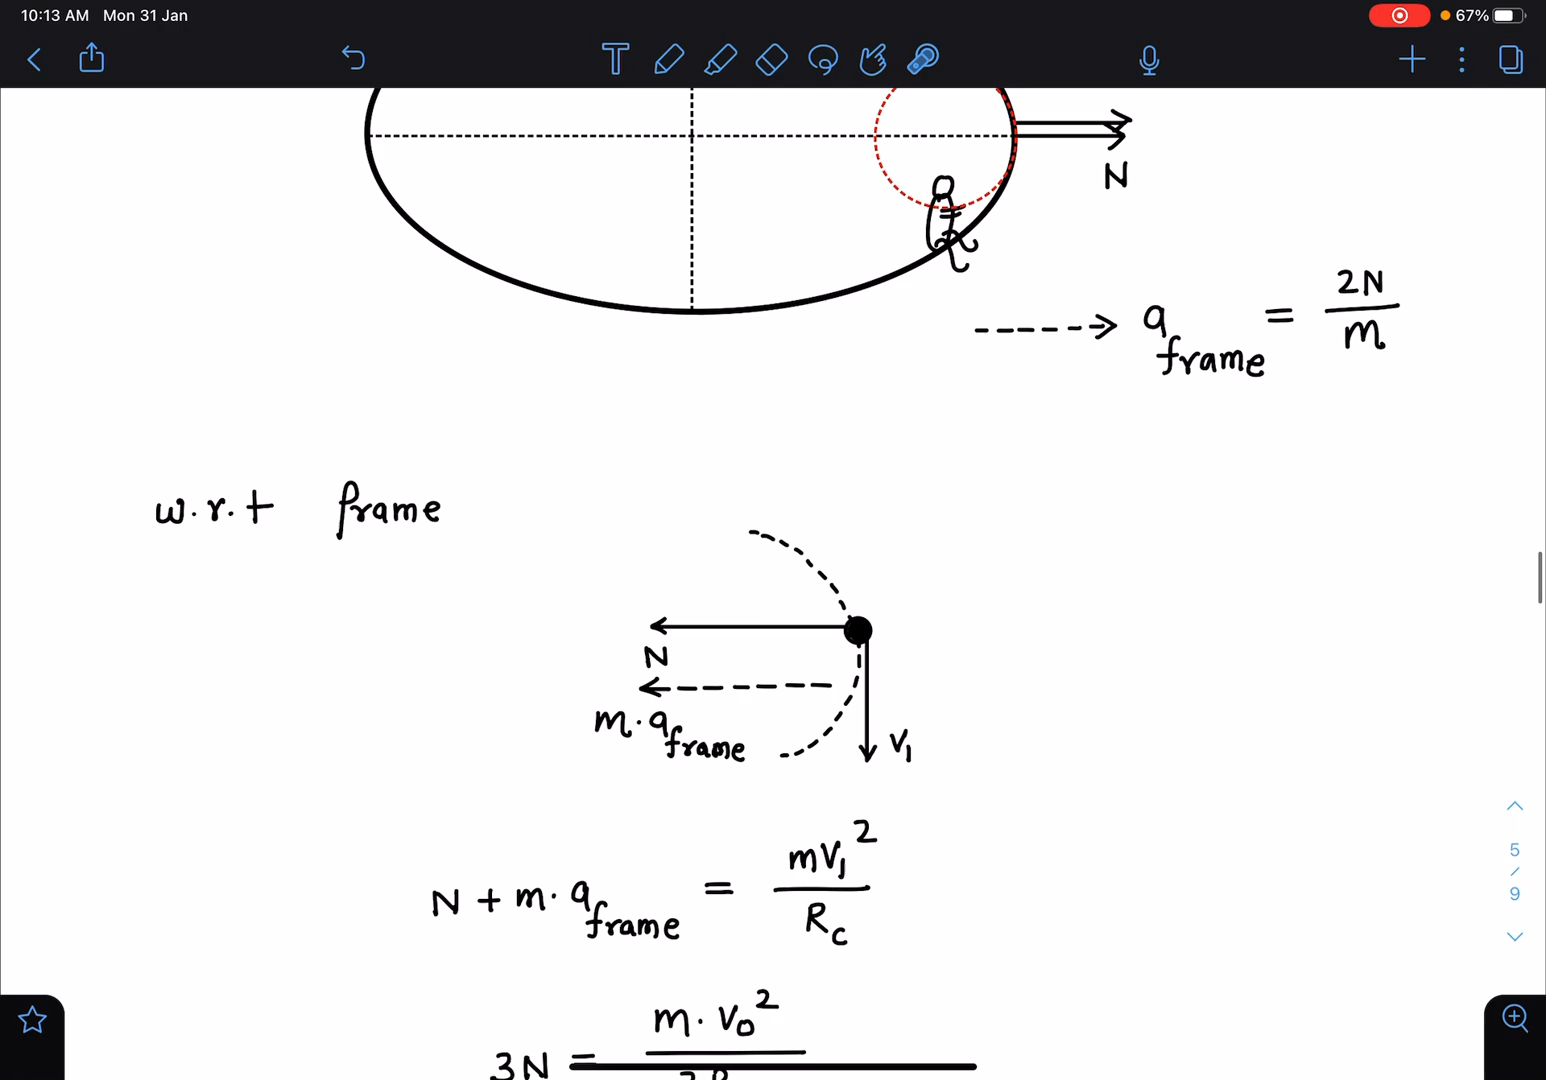 10:13 AM Mon 31 Jan 67%
N
a_frame = 2N/m
w.r.t frame
N
m·a_frame
V₁
N + m·a_frame = mV₁²/R_c
5/9
3N = m·V₀²